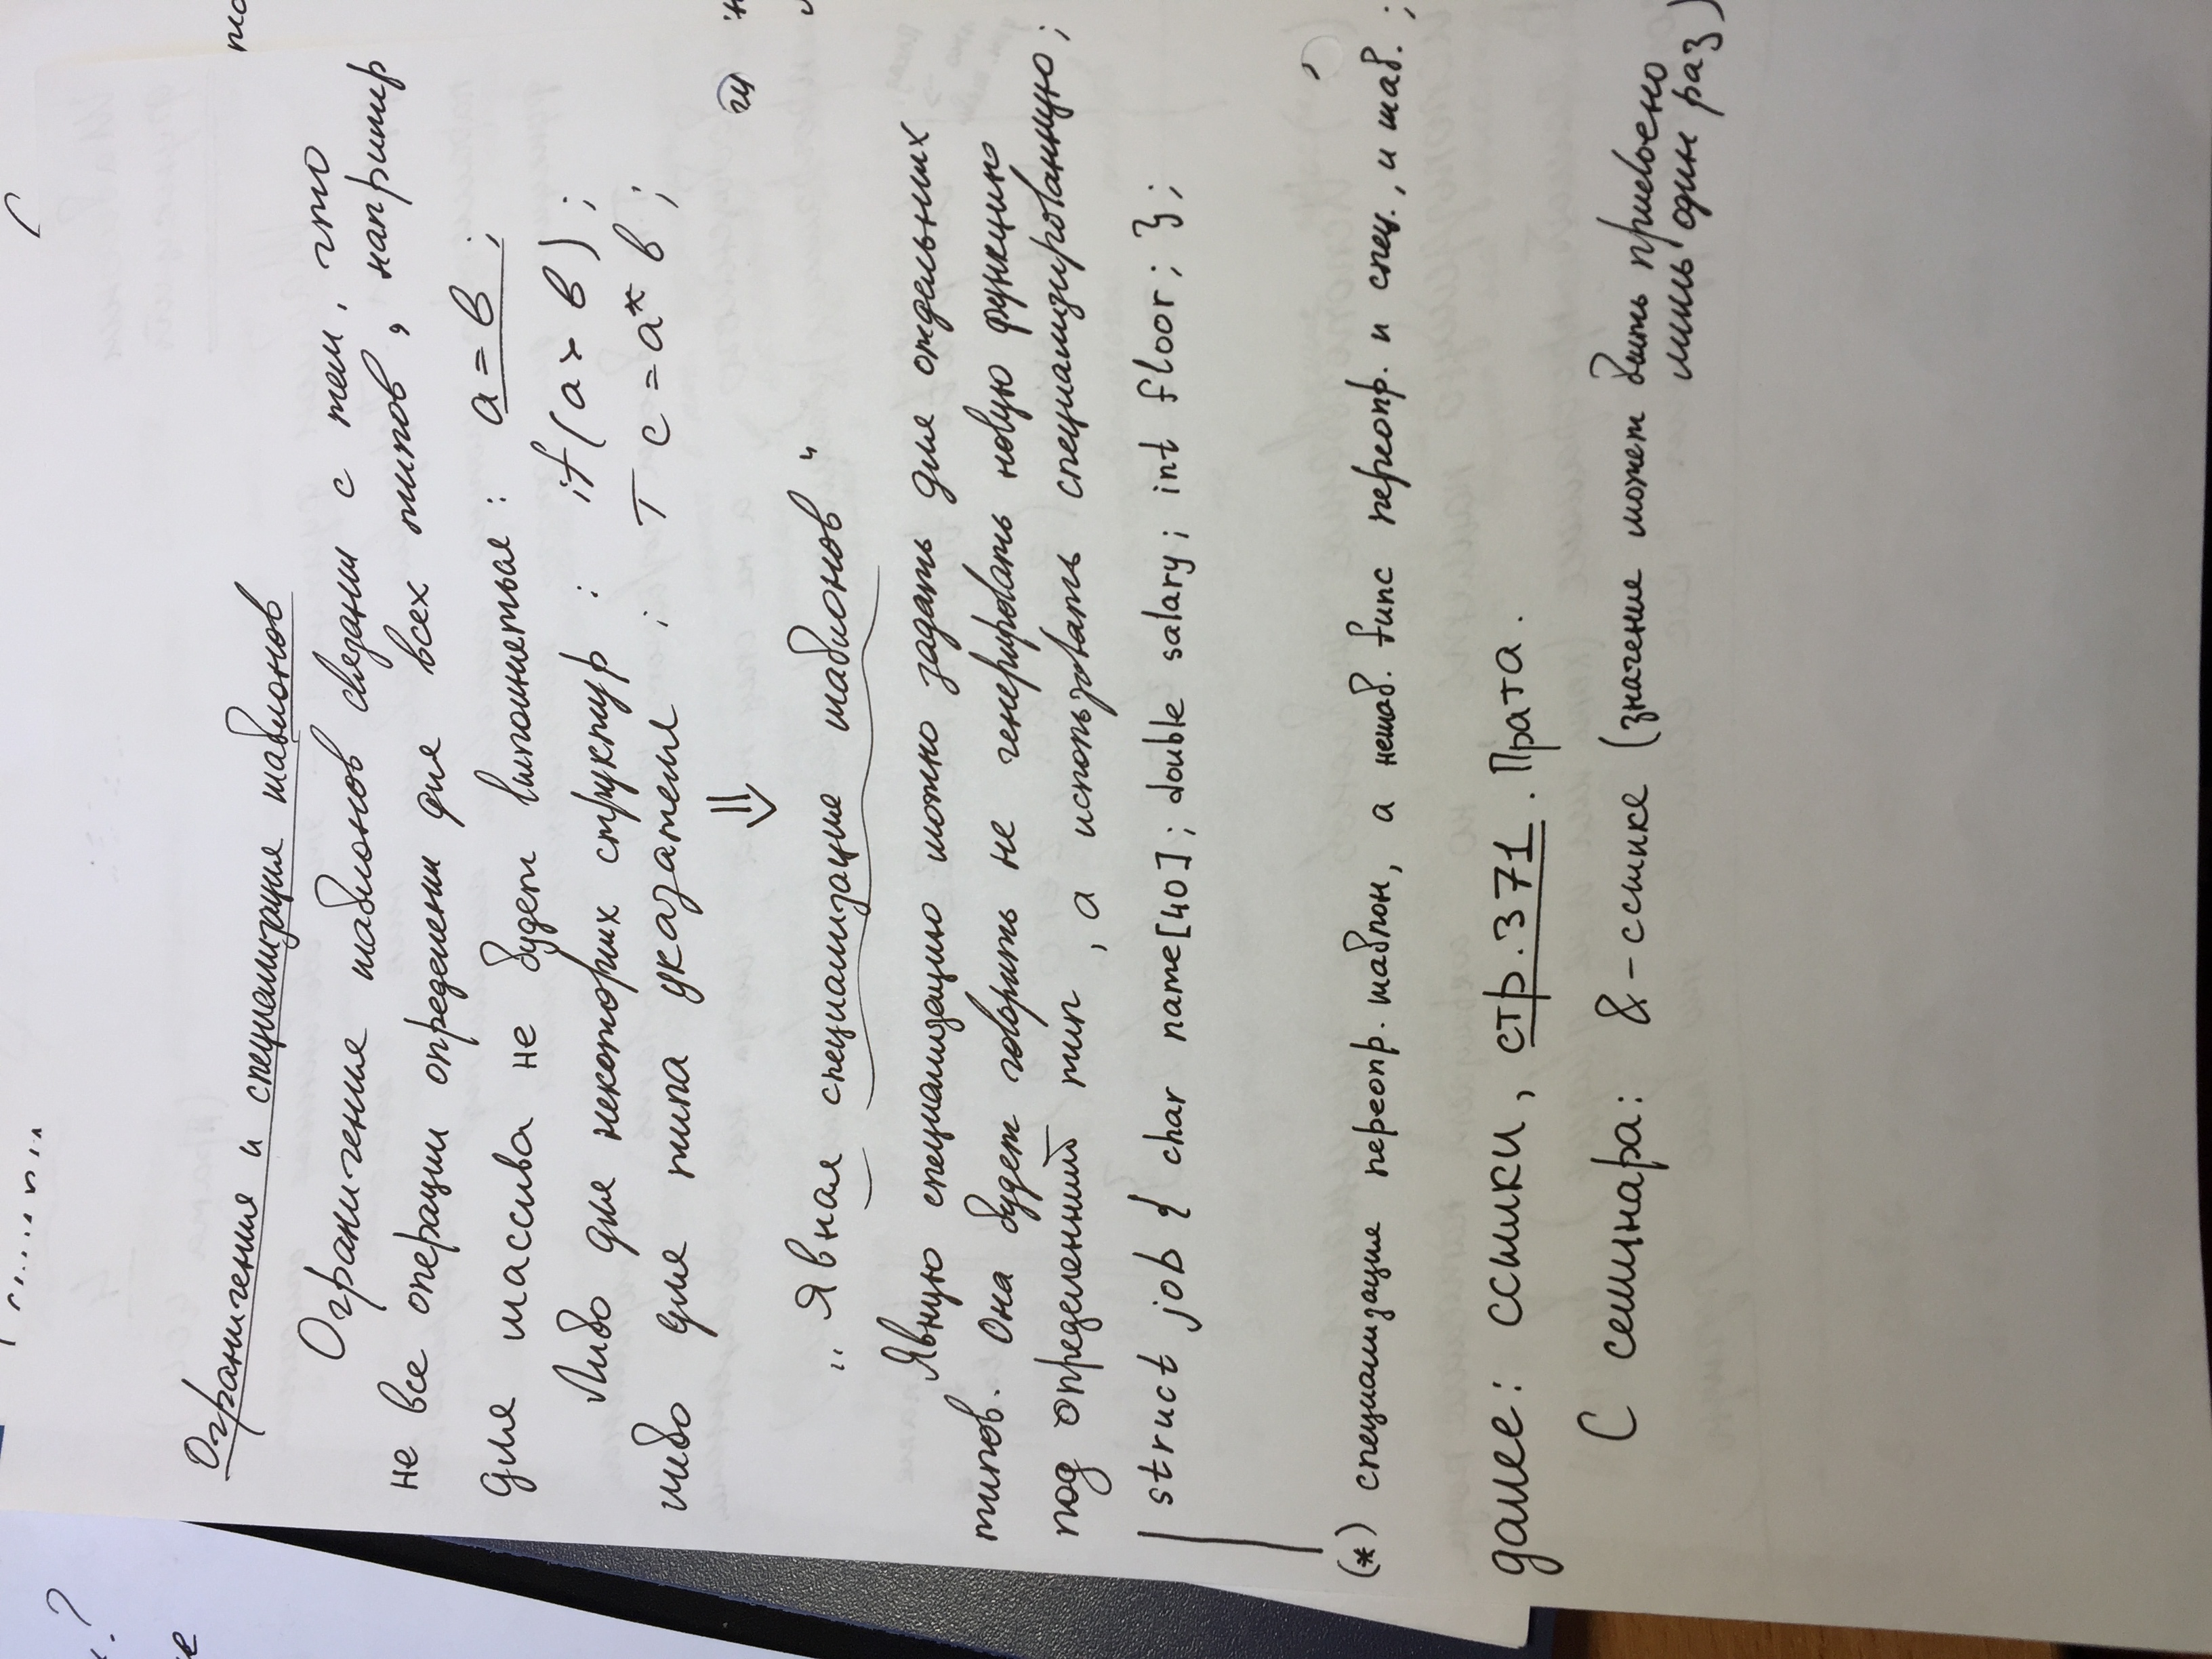 Ограничения и специализация шаблонов
Ограничения шаблонов связаны с тем, что
не все операции определены для всех типов, например
для массива не будет выполняться: a = b ;
Либо для некоторых структур : if (a > b) ;
либо для типа указателя : T c = a * b ;
⇓
„Явная специализация шаблонов“
Явную специализацию можно задать для отдельных
типов. Она будет говорить не генерировать новую функцию
под определенный тип, а использовать специализированную;
struct job { char name[40]; double salary; int floor; };
(*) специализация переопр. шаблон, а нешаб. func переопр. и спец., и шаб. ;
далее: ссылки, стр. 371. Прата.
С семинара: & - ссылке (значение может быть присвоено
лишь один раз)